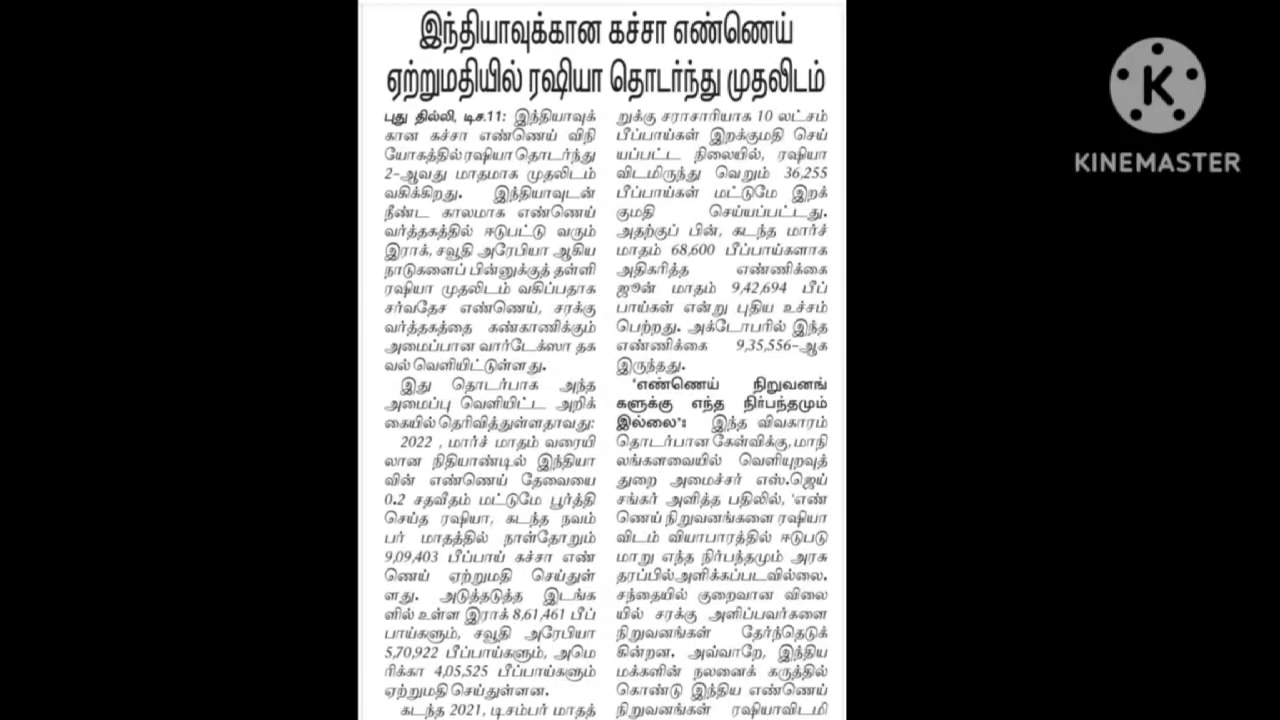 இந்தியாவுக்கான கச்சா எண்ணெய்
ஏற்றுமதியில் ரஷியா தொடர்ந்து முதலிடம்
புது தில்லி, டிச.11: இந்தியாவுக்
கான கச்சா எண்ணெய் விநி
யோகத்தில் ரஷியா தொடர்ந்து
2-ஆவது மாதமாக முதலிடம்
வகிக்கிறது. இந்தியாவுடன்
நீண்ட காலமாக எண்ணெய்
வர்த்தகத்தில் ஈடுபட்டு வரும்
இராக், சவூதி அரேபியா ஆகிய
நாடுகளைப் பின்னுக்குத் தள்ளி
ரஷியா முதலிடம் வகிப்பதாக
சர்வதேச எண்ணெய், சரக்கு
வர்த்தகத்தை கண்காணிக்கும்
அமைப்பான வார்டேக்ஸா தக
வல் வெளியிட்டுள்ளது.
இது தொடர்பாக அந்த
அமைப்பு வெளியிட்ட அறிக்
கையில் தெரிவித்துள்ளதாவது:
2022 , மார்ச் மாதம் வரையி
லான நிதியாண்டில் இந்தியா
வின் எண்ணெய் தேவையை
0.2 சதவீதம் மட்டுமே பூர்த்தி
செய்த ரஷியா, கடந்த நவம்
பர் மாதத்தில் நாள்தோறும்
9,09,403 பீப்பாய் கச்சா எண்
ணெய் ஏற்றுமதி செய்துள்
ளது. அடுத்தடுத்த இடங்க
ளில் உள்ள இராக் 8,61,461 பீப்
பாய்களும், சவூதி அரேபியா
5,70,922 பீப்பாய்களும், அமெ
ரிக்கா 4,05,525 பீப்பாய்களும்
ஏற்றுமதி செய்துள்ளன.
கடந்த 2021, டிசம்பர் மாதத்
றுக்கு சராசாரியாக 10 லட்சம்
பீப்பாய்கள் இறக்குமதி செய்
யப்பட்ட நிலையில், ரஷியா
விடமிருந்து வெறும் 36,255
பீப்பாய்கள் மட்டுமே இறக்
குமதி செய்யப்பட்டது.
அதற்குப் பின், கடந்த மார்ச்
மாதம் 68,600 பீப்பாய்களாக
அதிகரித்த எண்ணிக்கை
ஜூன் மாதம் 9,42,694 பீப்
பாய்கள் என்று புதிய உச்சம்
பெற்றது. அக்டோபரில் இந்த
எண்ணிக்கை 9,35,556-ஆக
இருந்தது.
'எண்ணெய் நிறுவனங்
களுக்கு எந்த நிர்பந்தமும்
இல்லை': இந்த விவகாரம்
தொடர்பான கேள்விக்கு, மாநி
லங்களவையில் வெளியுறவுத்
துறை அமைச்சர் எஸ்.ஜெய்
சங்கர் அளித்த பதிலில், 'எண்
ணெய் நிறுவனங்களை ரஷியா
விடம் வியாபாரத்தில் ஈடுபடு
மாறு எந்த நிர்பந்தமும் அரசு
தரப்பில் அளிக்கப்படவில்லை.
சந்தையில் குறைவான விலை
யில் சரக்கு அளிப்பவர்களை
நிறுவனங்கள் தேர்ந்தெடுக்
கின்றன. அவ்வாறே, இந்திய
மக்களின் நலனைக் கருத்தில்
கொண்டு இந்திய எண்ணெய்
நிறுவனங்கள் ரஷியாவிடமி
KINEMASTER